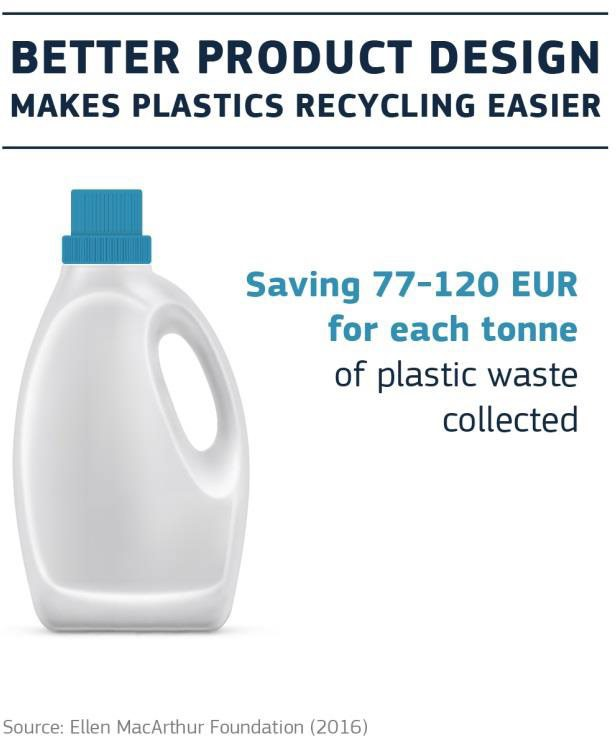 BETTER PRODUCT DESIGN
MAKES PLASTICS RECYCLING EASIER
Saving 77-120 EUR
for each tonne
of plastic waste
collected
Source: Ellen MacArthur Foundation (2016)